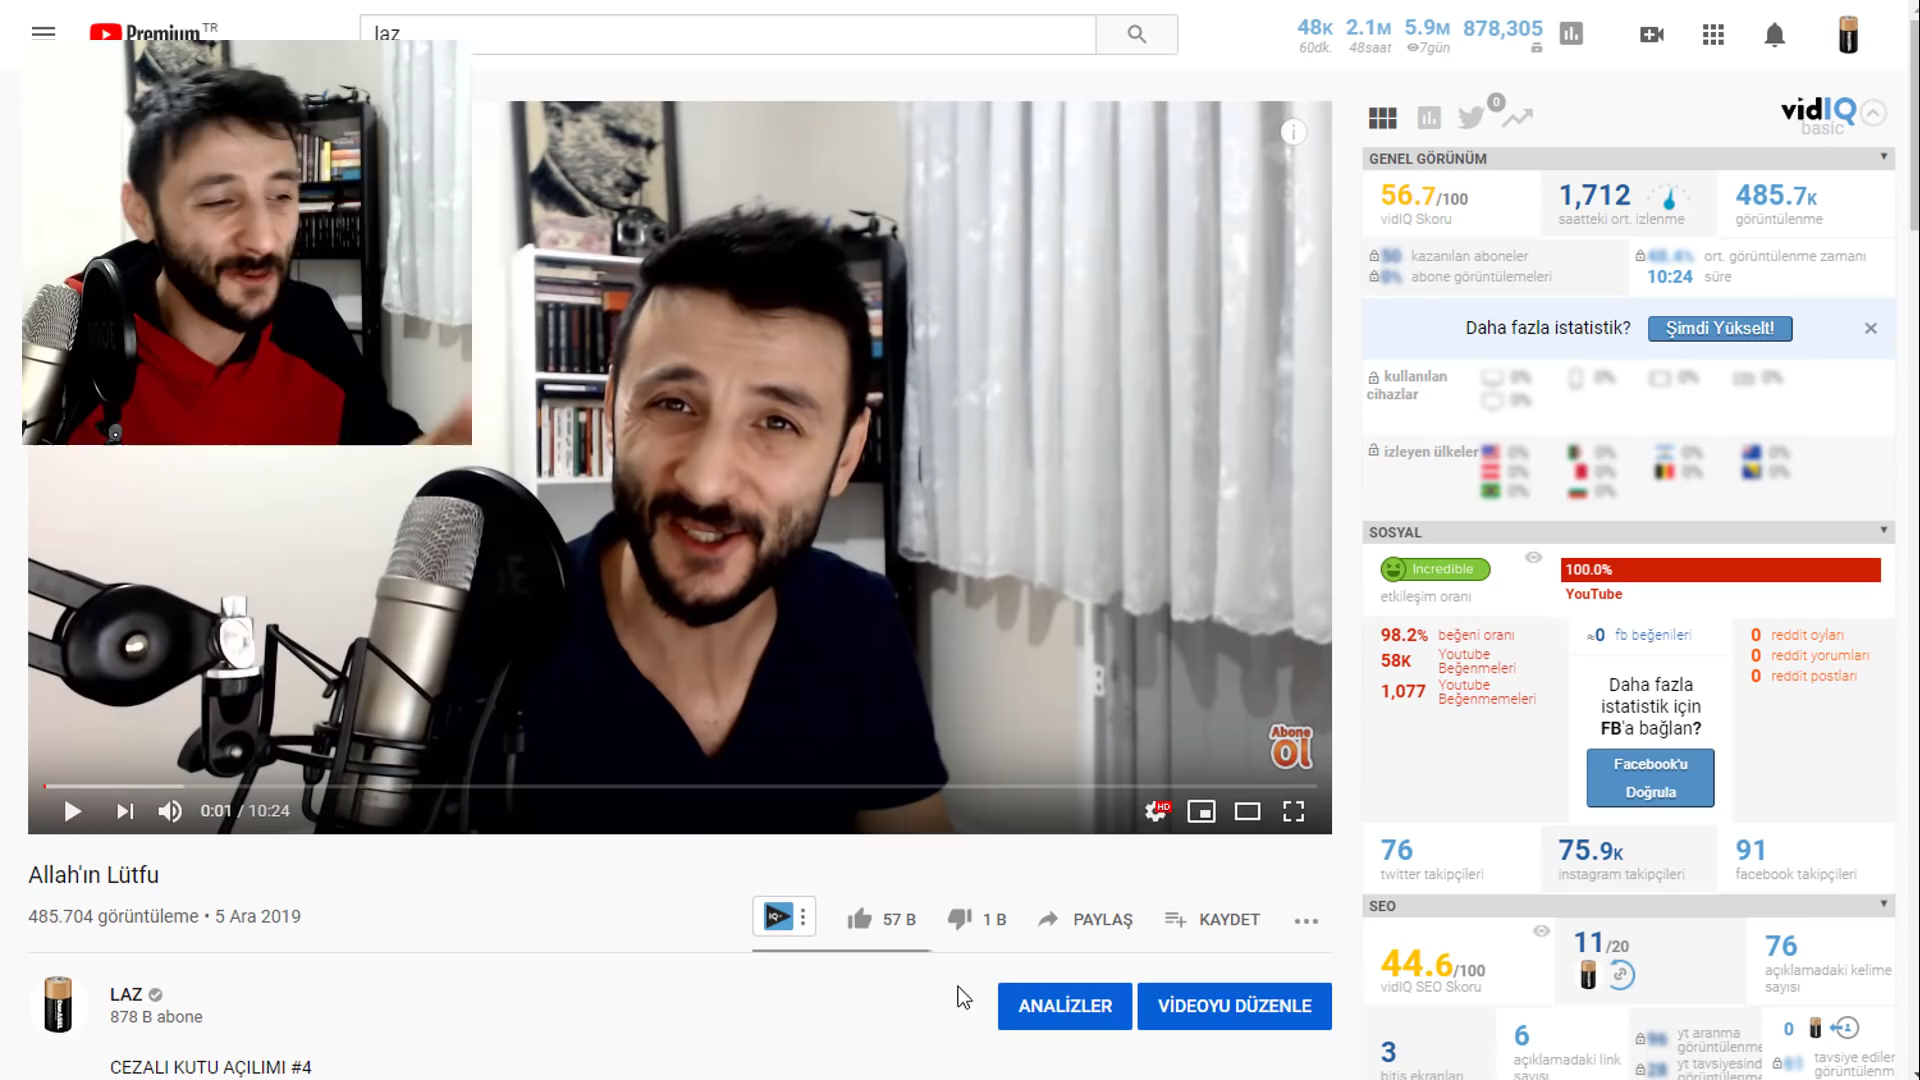 Premium TR
laz
48K 2.1M 5.9M 878,305
60dk. 48saat 7gün
0
vidIQ
basic
GENEL GÖRÜNÜM
56.7/100
vidIQ Skoru
1,712
saatteki ort. izlenme
485.7K
görüntülenme
kazanılan aboneler
abone görüntülemeleri
ort. görüntülenme zamanı
10:24 süre
Daha fazla istatistik? Şimdi Yükselt!
kullanılan
cihazlar
izleyen ülkeler
SOSYAL
Incredible
etkileşim oranı
100.0%
YouTube
98.2% beğeni oranı
58K Youtube
Beğenmeleri
1,077 Youtube
Beğenmemeleri
≈0 fb beğenileri
Daha fazla
istatistik için
FB'a bağlan?
Facebook'u
Doğrula
0 reddit oyları
0 reddit yorumları
0 reddit postları
76
twitter takipçileri
75.9K
instagram takipçileri
91
facebook takipçileri
SEO
44.6/100
vidIQ SEO Skoru
11/20
76
açıklamadaki kelime
sayısı
3
bitiş ekranları
6
açıklamadaki link
sayısı
yt aranma
görüntülenme
yt tavsiyesind
görüntülenme
0
tavsiye ediler
görüntülenm
Abone
Ol
0:01 / 10:24
HD
Allah'ın Lütfu
485.704 görüntüleme • 5 Ara 2019
IQ
57 B
1 B
PAYLAŞ
KAYDET
LAZ
878 B abone
ANALİZLER
VİDEOYU DÜZENLE
CEZALI KUTU AÇILIMI #4